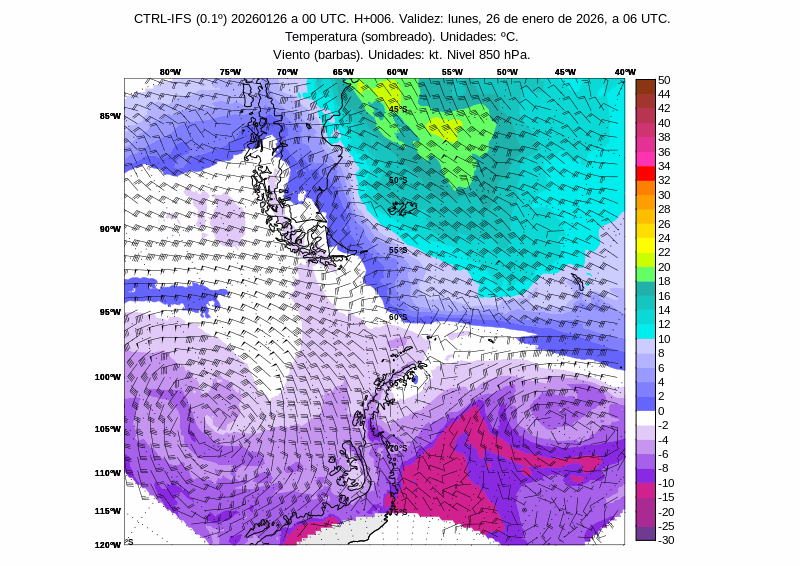 CTRL-IFS (0.1º) 20260126 a 00 UTC. H+006. Validez: lunes, 26 de enero de 2026, a 06 UTC.
Temperatura (sombreado). Unidades: ºC.
Viento (barbas). Unidades: kt. Nivel 850 hPa.
80°W 75°W 70°W 65°W 60°W 55°W 50°W 45°W 40°W
85°W
90°W
95°W
100°W
105°W
110°W
115°W
120°W
45°S
50°S
55°S
60°S
65°S
70°S
75°S
°S
50
44
42
40
38
36
34
32
30
28
26
24
22
20
18
16
14
12
10
8
6
4
2
0
-2
-4
-6
-8
-10
-15
-20
-25
-30